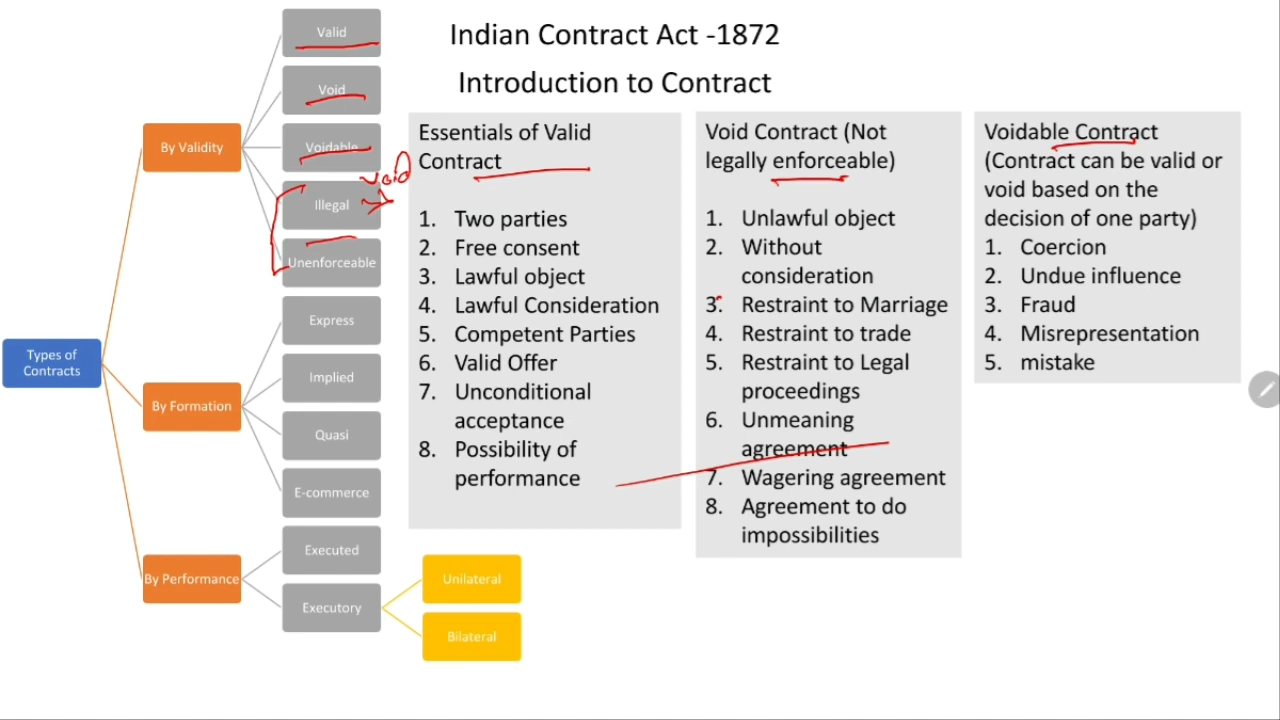 Indian Contract Act -1872
Introduction to Contract
Types of
Contracts
By Validity
Valid
Void
Voidable
Illegal
void
Unenforceable
By Formation
Express
Implied
Quasi
E-commerce
By Performance
Executed
Executory
Unilateral
Bilateral
Essentials of Valid
Contract
1. Two parties
2. Free consent
3. Lawful object
4. Lawful Consideration
5. Competent Parties
6. Valid Offer
7. Unconditional
acceptance
8. Possibility of
performance
Void Contract (Not
legally enforceable)
1. Unlawful object
2. Without
consideration
3. Restraint to Marriage
4. Restraint to trade
5. Restraint to Legal
proceedings
6. Unmeaning
agreement
7. Wagering agreement
8. Agreement to do
impossibilities
Voidable Contract
(Contract can be valid or
void based on the
decision of one party)
1. Coercion
2. Undue influence
3. Fraud
4. Misrepresentation
5. mistake